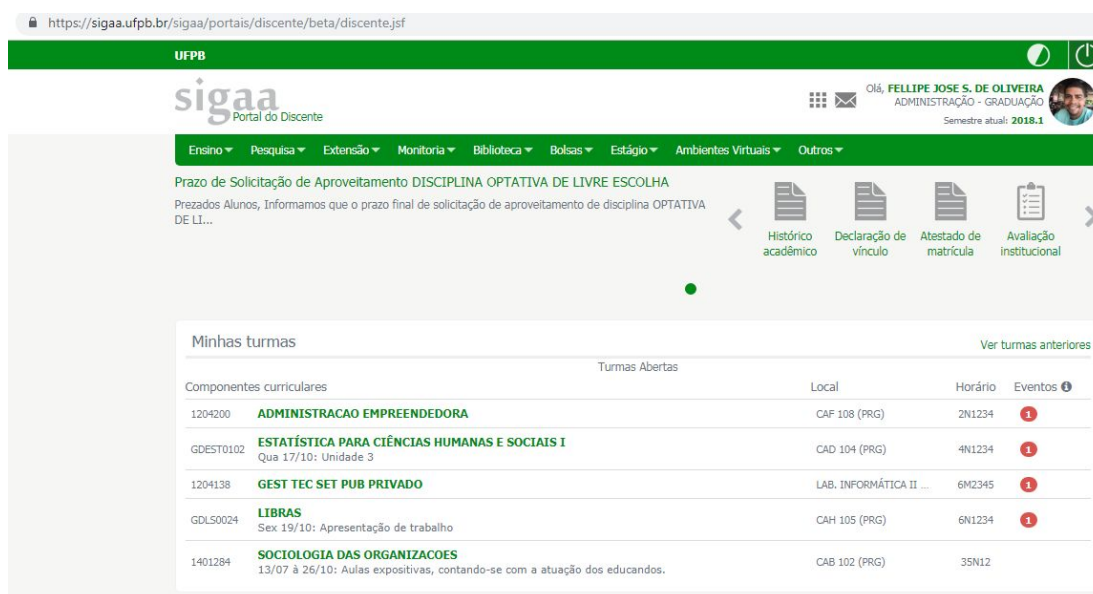 https://sigaa.ufpb.br/sigaa/portais/discente/beta/discente.jsf
UFPB
sigaa
Portal do Discente
Olá, FELLIPE JOSE S. DE OLIVEIRA
ADMINISTRAÇÃO - GRADUAÇÃO
Semestre atual: 2018.1
Ensino Pesquisa Extensão Monitoria Biblioteca Bolsas Estágio Ambientes Virtuais Outros
Prazo de Solicitação de Aproveitamento DISCIPLINA OPTATIVA DE LIVRE ESCOLHA
Prezados Alunos, Informamos que o prazo final de solicitação de aproveitamento de disciplina OPTATIVA
DE LI...
Histórico acadêmico
Declaração de vínculo
Atestado de matrícula
Avaliação institucional
Minhas turmas
Ver turmas anteriores
Turmas Abertas
Componentes curriculares Local Horário Eventos
1204200 ADMINISTRACAO EMPREENDEDORA CAF 108 (PRG) 2N1234 1
GDEST0102 ESTATÍSTICA PARA CIÊNCIAS HUMANAS E SOCIAIS I CAD 104 (PRG) 4N1234 1
Qua 17/10: Unidade 3
1204138 GEST TEC SET PUB PRIVADO LAB. INFORMÁTICA II ... 6M2345 1
GDLS0024 LIBRAS CAH 105 (PRG) 6N1234 1
Sex 19/10: Apresentação de trabalho
1401284 SOCIOLOGIA DAS ORGANIZACOES CAB 102 (PRG) 35N12
13/07 à 26/10: Aulas expositivas, contando-se com a atuação dos educandos.